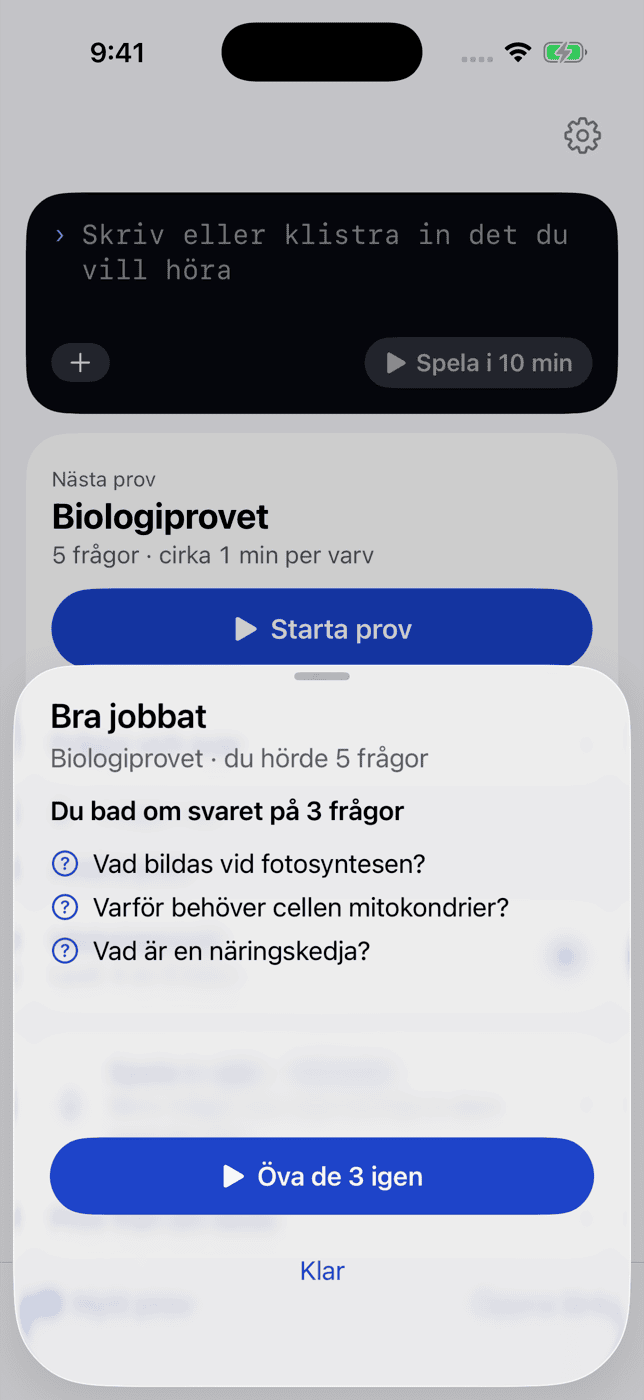 9:41
› Skriv eller klistra in det du
vill höra
Spela i 10 min
Nästa prov
Biologiprovet
5 frågor · cirka 1 min per varv
Starta prov
Bra jobbat
Biologiprovet · du hörde 5 frågor
Du bad om svaret på 3 frågor
Vad bildas vid fotosyntesen?
Varför behöver cellen mitokondrier?
Vad är en näringskedja?
Öva de 3 igen
Klar